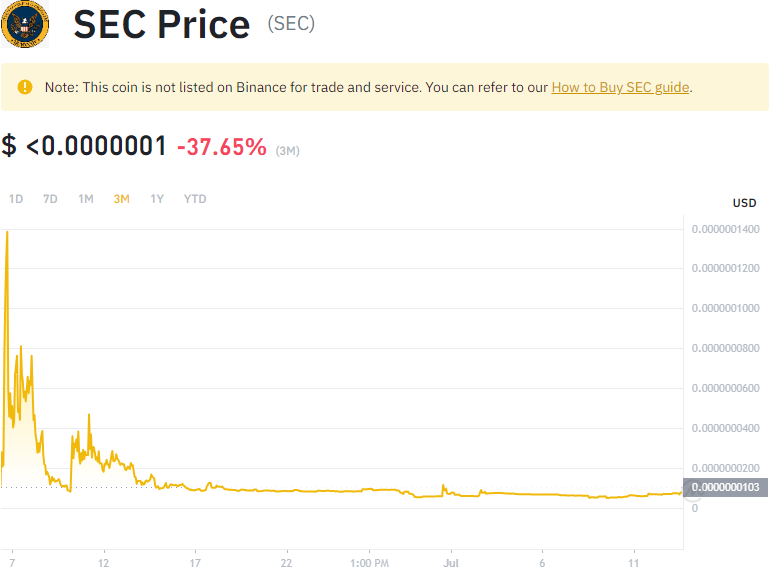 SEC Price (SEC)
Note: This coin is not listed on Binance for trade and service. You can refer to our How to Buy SEC guide.
$ <0.0000001 -37.65% (3M)
1D 7D 1M 3M 1Y YTD
USD
0.0000001400
0.0000001200
0.0000001000
0.0000000800
0.0000000600
0.0000000400
0.0000000200
0.0000000103
0
7 12 17 22 1:00 PM Jul 6 11